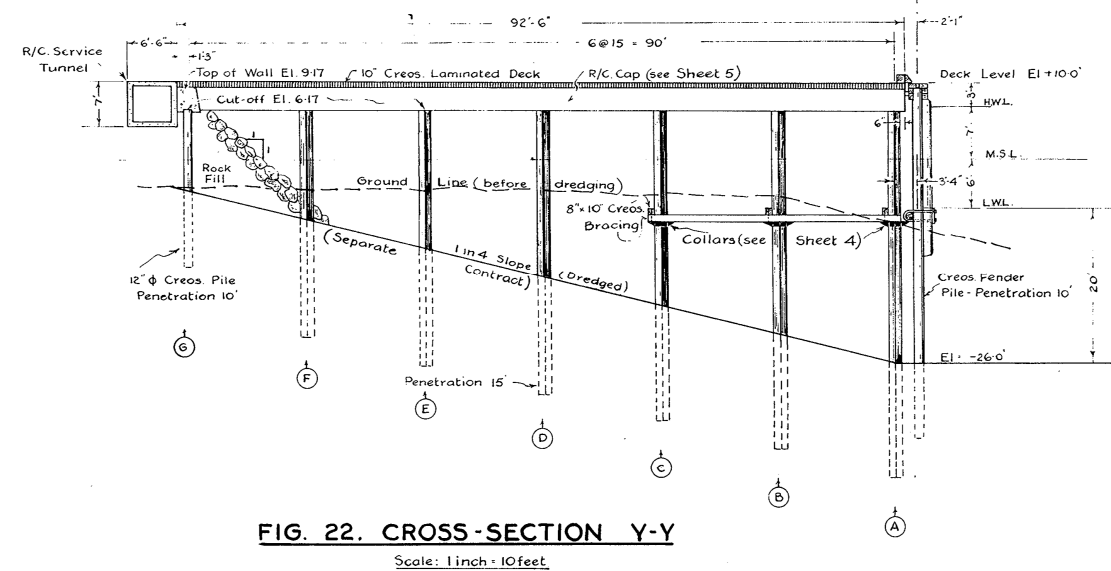 92'-6"
2'-1"
6'-6"
6@15 = 90'
R/C. Service
Tunnel
1'-3"
Top of Wall El. 9·17
10" Creos. Laminated Deck
R/C. Cap (see Sheet 5)
Deck Level El +10·0'
7'
Cut-off El. 6·17
3'
H.W.L.
6"
7'
1
1
M.S.L.
Rock
Fill
Ground Line (before dredging)
3'-4"
6'
L.W.L.
8"×10" Creos.
Bracing
Collars (see Sheet 4)
(Separate
Contract)
1 in 4 Slope
(Dredged)
12" ϕ Creos. Pile
Penetration 10'
Creos. Fender
Pile - Penetration 10'
20'
El = -26·0'
Penetration 15'
G
F
E
D
C
B
A
FIG. 22. CROSS-SECTION Y-Y
Scale: 1 inch = 10 feet